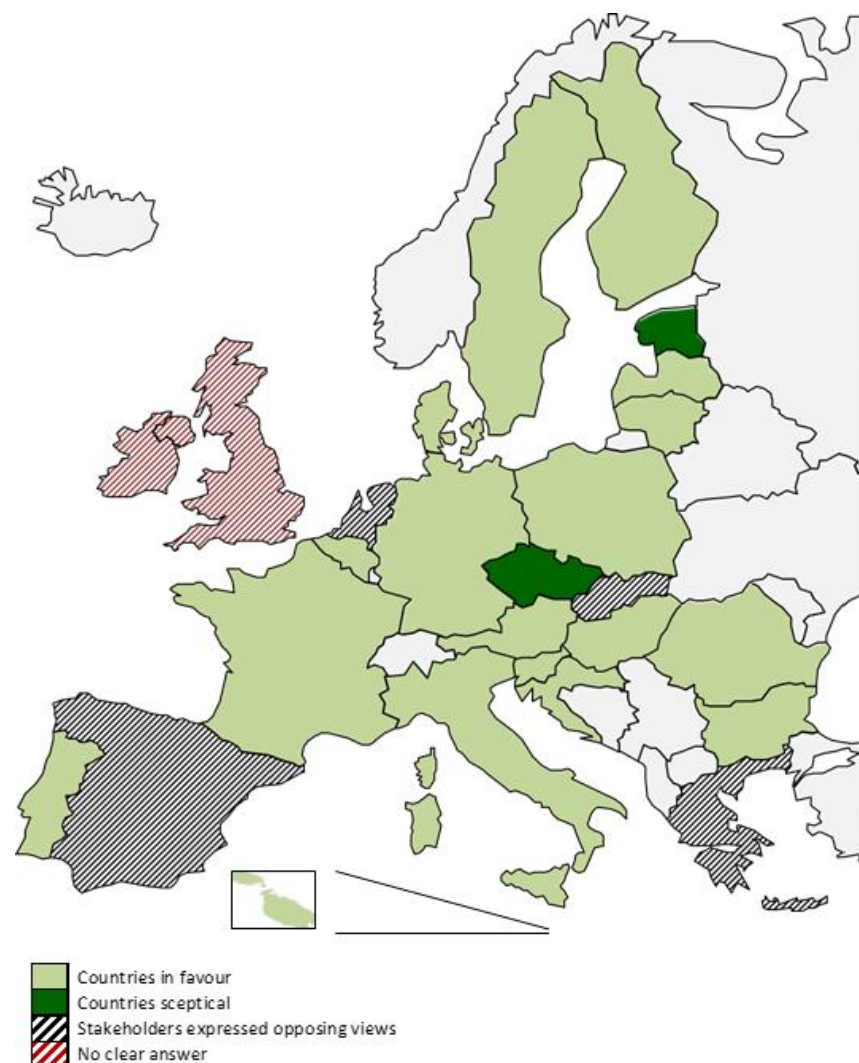 Countries in favour
Countries sceptical
Stakeholders expressed opposing views
No clear answer